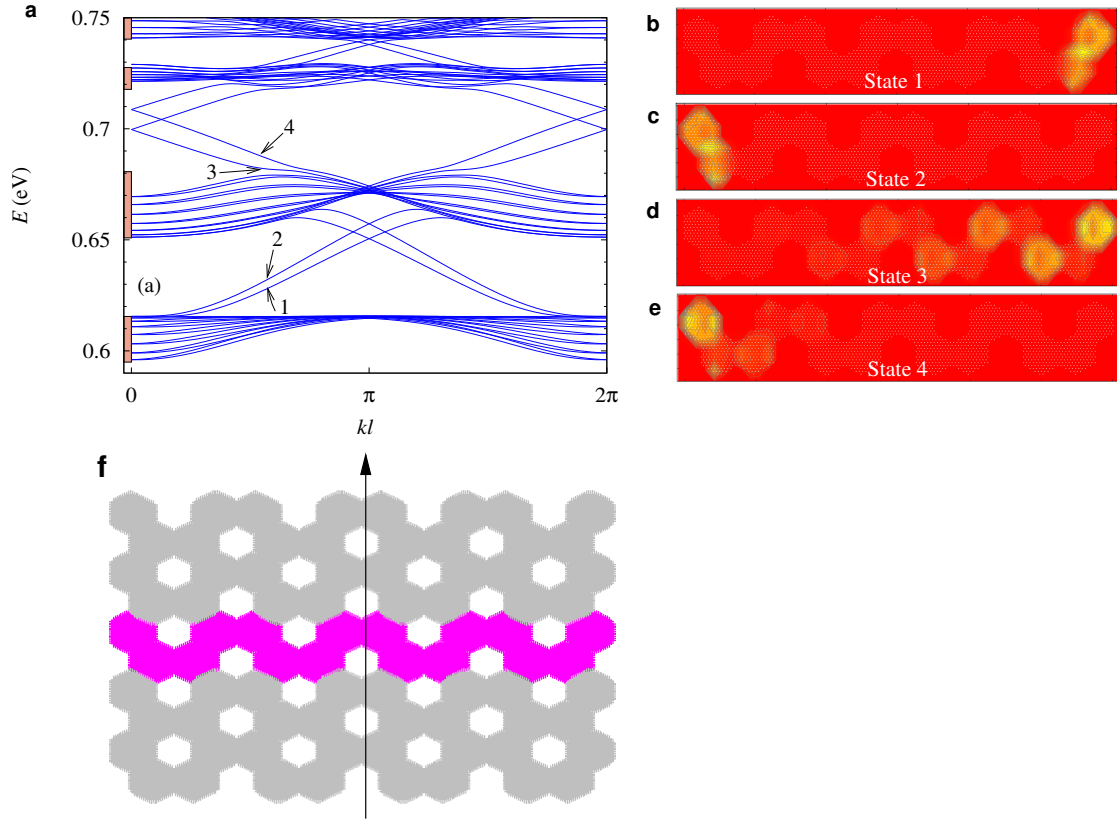 a
0.75
0.7
0.65
0.6
E (eV)
4
3
2
1
(a)
0
π
2π
kl
b
State 1
c
State 2
d
State 3
e
State 4
f